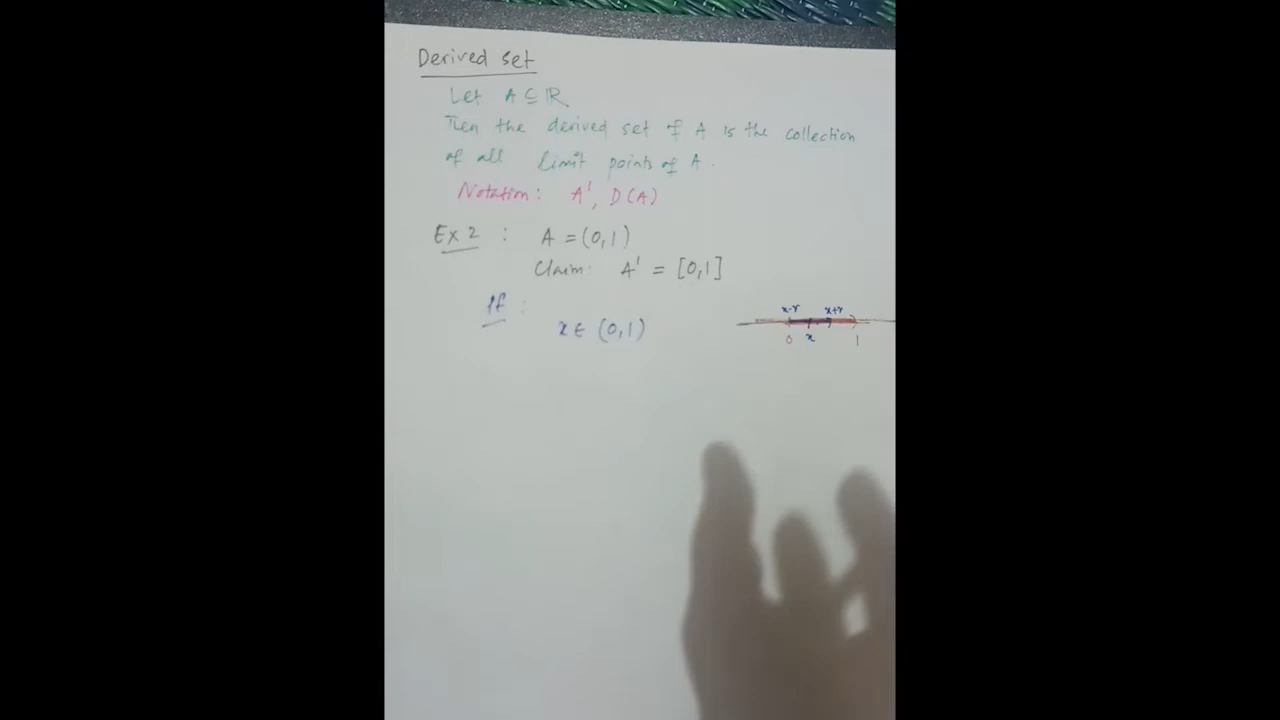 Derived set
Let A ⊆ ℝ
Then the derived set of A is the collection
of all limit points of A.
Notation: A', D(A)
Ex 2 : A = (0,1)
Claim: A' = [0,1]
If :
x-r x+r
x ∈ (0,1)
0 x 1